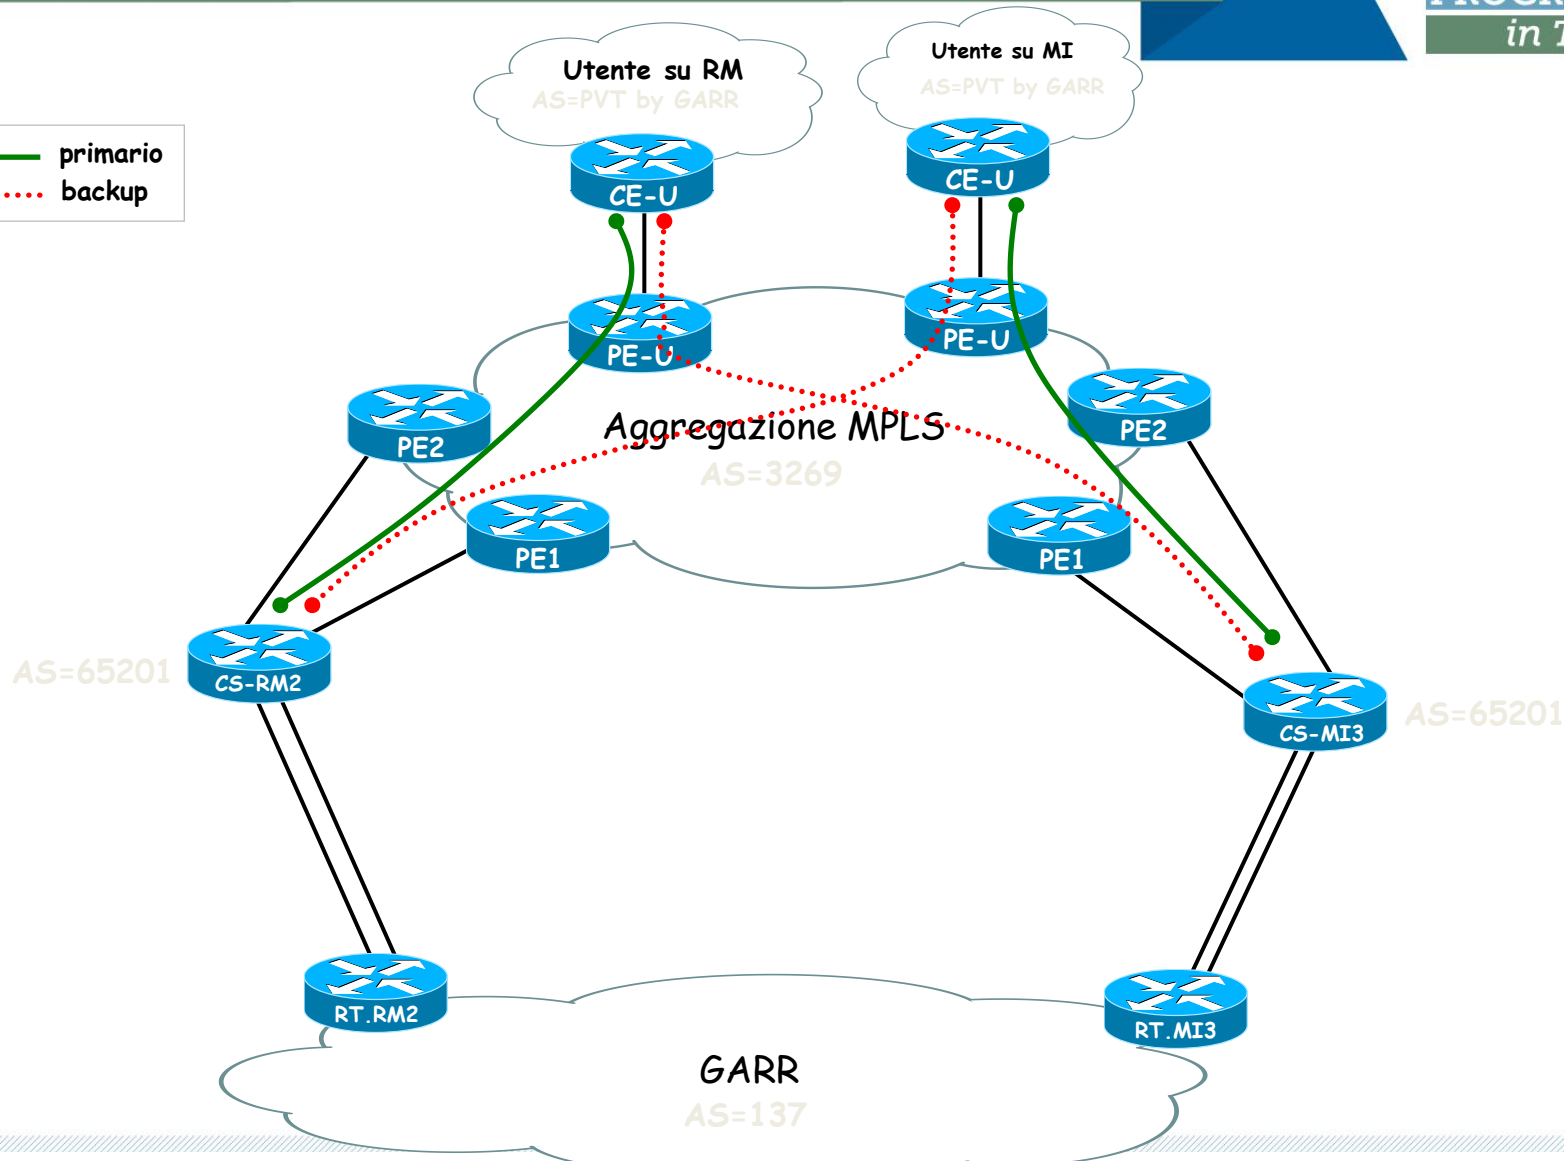 in T
Utente su RM
AS=PVT by GARR
Utente su MI
AS=PVT by GARR
primario
backup
CE-U
CE-U
PE-U
PE-U
PE2
PE2
Aggregazione MPLS
AS=3269
PE1
PE1
AS=65201
CS-RM2
CS-MI3
AS=65201
RT.RM2
RT.MI3
GARR
AS=137